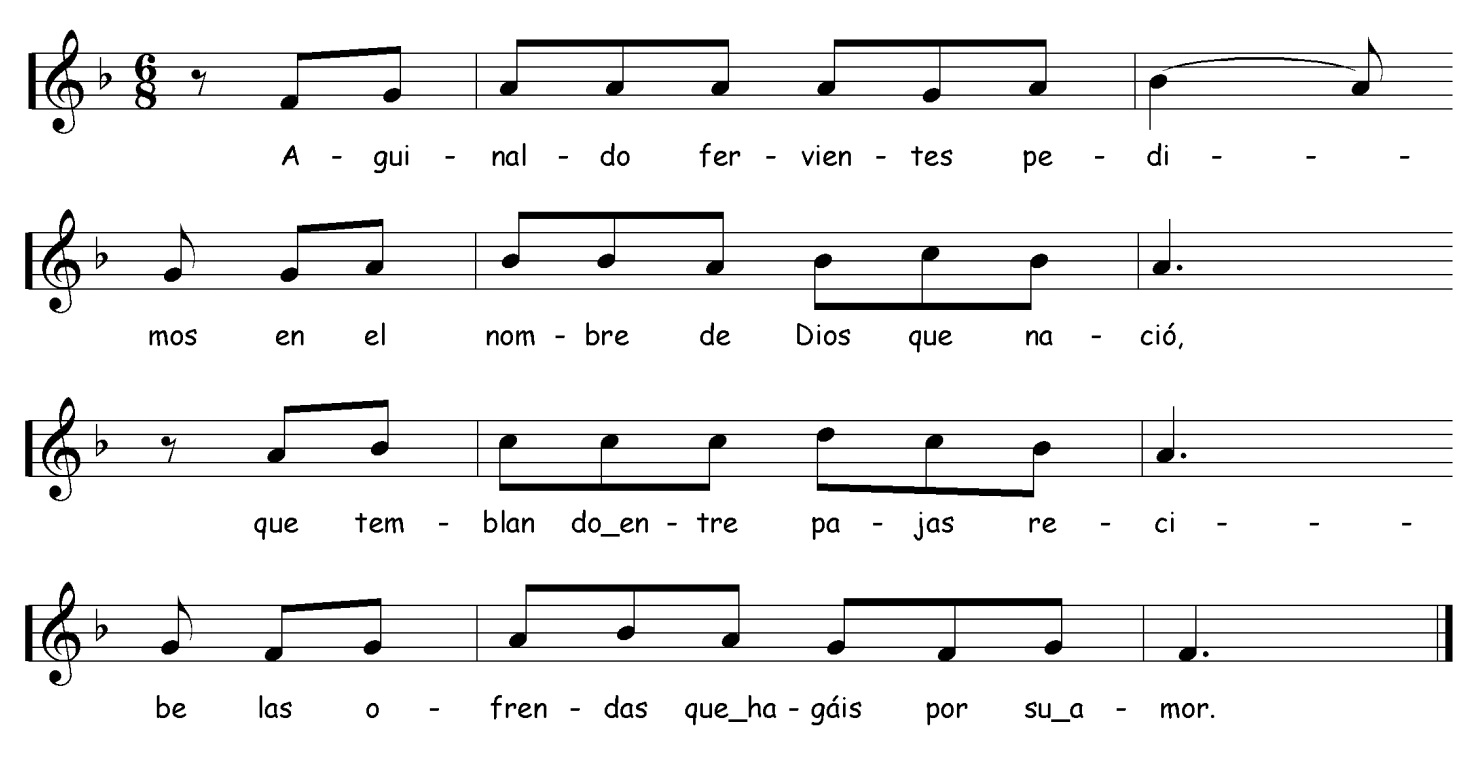 6
8
A - gui - nal - do fer - vien - tes pe - di - - -
mos en el nom - bre de Dios que na - ció,
que tem - blan do_en - tre pa - jas re - ci - - -
be las o - fren - das que_ha - gáis por su_a - mor.